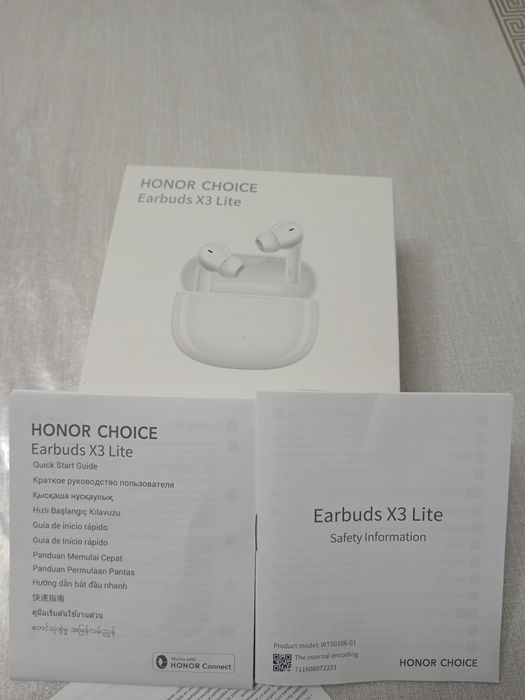 HONOR CHOICE
Earbuds X3 Lite
HONOR CHOICE
Earbuds X3 Lite
Quick Start Guide
Краткое руководство пользователя
Қысқаша нұсқаулық
Hızlı Başlangıç Kılavuzu
Guía de inicio rápido
Guia de Início rápido
Panduan Memulai Cepat
Panduan Permulaan Pantas
Hướng dẫn bắt đầu nhanh
快速指南
คู่มือเริ่มต้นใช้งานด่วน
Works with
HONOR Connect
Earbuds X3 Lite
Safety Information
Product model: WT50106-01
The internal encoding
711608072221
HONOR CHOICE